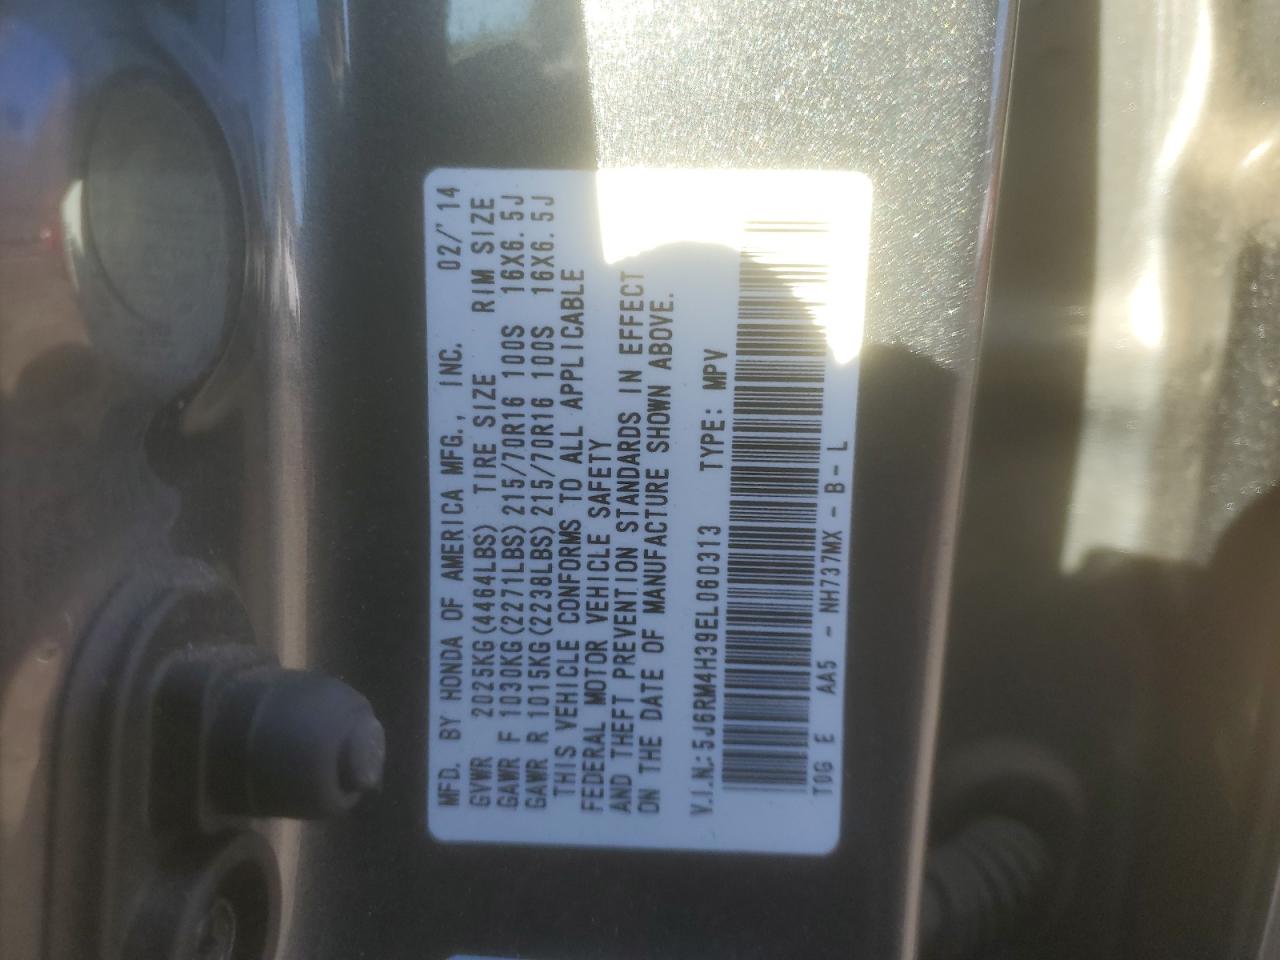 MFD. BY HONDA OF AMERICA MFG., INC. 02/'14
GVWR 2025KG(4464LBS) TIRE SIZE RIM SIZE
GAWR F 1030KG(2271LBS)215/70R16 100S 16X6.5J
GAWR R 1015KG(2238LBS)215/70R16 100S 16X6.5J
THIS VEHICLE CONFORMS TO ALL APPLICABLE
FEDERAL MOTOR VEHICLE SAFETY
AND THEFT PREVENTION STANDARDS IN EFFECT
ON THE DATE OF MANUFACTURE SHOWN ABOVE.
V.I.N.:5J6RM4H39EL060313 TYPE: MPV
T0G E AA5 - NH737MX - B - L